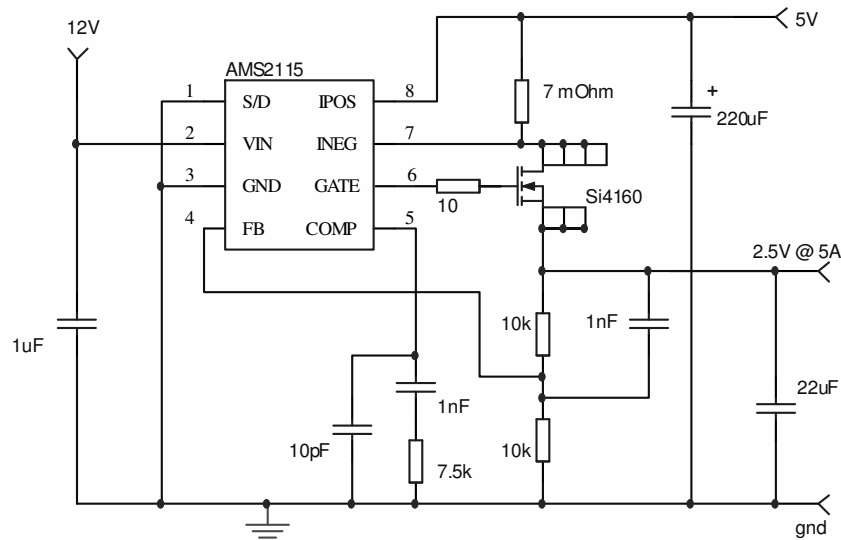 12V
5V
AMS2115
1 S/D IPOS 8
7 mOhm
+
220uF
2 VIN INEG 7
3 GND GATE 6
10
Si4160
4 FB COMP 5
2.5V @ 5A
10k
1nF
1uF
1nF
22uF
10pF
10k
7.5k
gnd